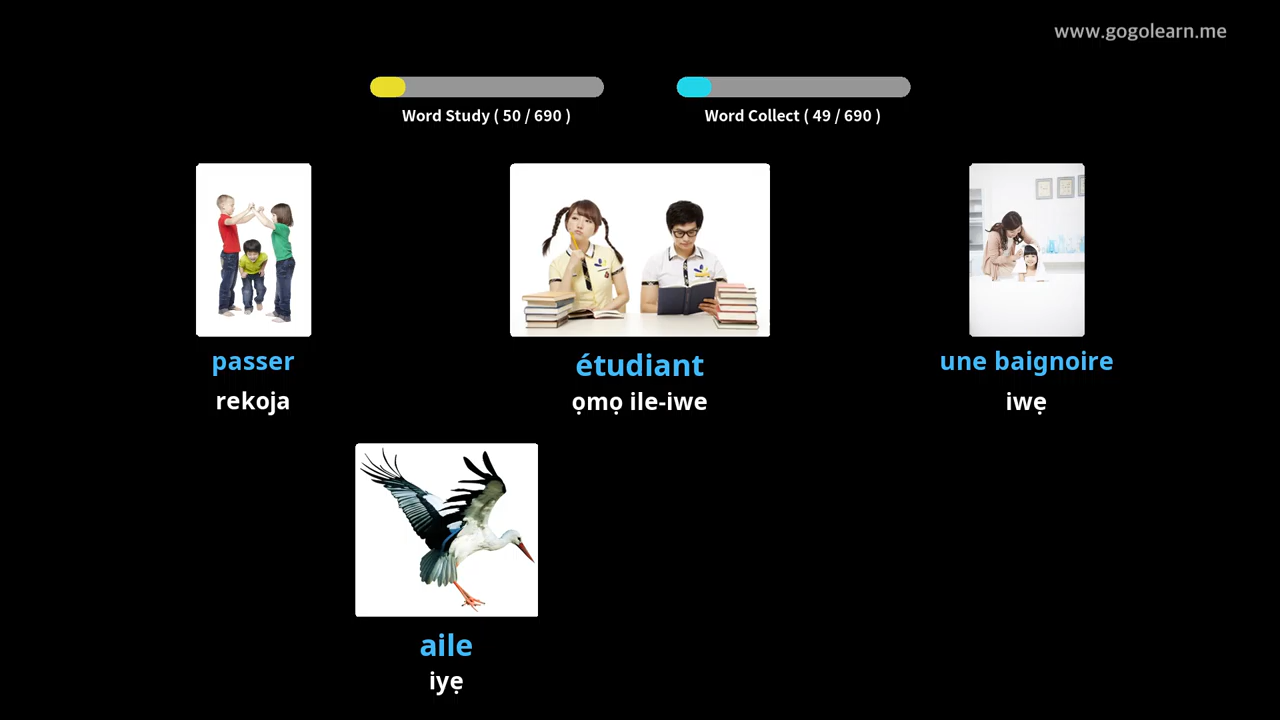 www.gogolearn.me
Word Study ( 50 / 690 )
Word Collect ( 49 / 690 )
passer
rekoja
étudiant
ọmọ ile-iwe
une baignoire
iwẹ
aile
iyẹ